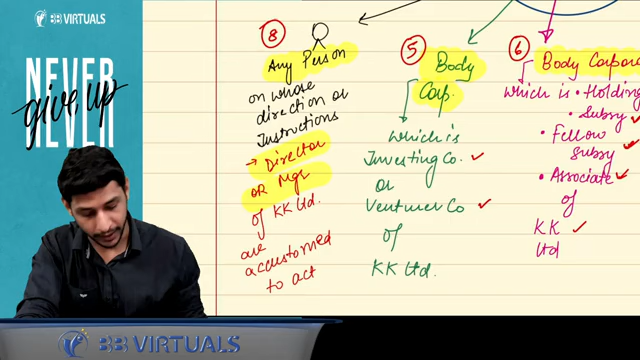 BB VIRTUALS
NEVER
give up
NEVER
8
Any Person
on whose
direction or
Instructions
→ Director
OR Mgr
of KK Ltd.
are
accustomed
to act
5
Body
Corp.
which is
Investing Co. ✓
or
Venturer Co ✓
of
KK Ltd.
6
Body Corpora
which is • Holding
• Subsy ✓
• Fellow
Subsy ✓
• Associate ✓
of
KK ✓
Ltd
BB VIRTUALS